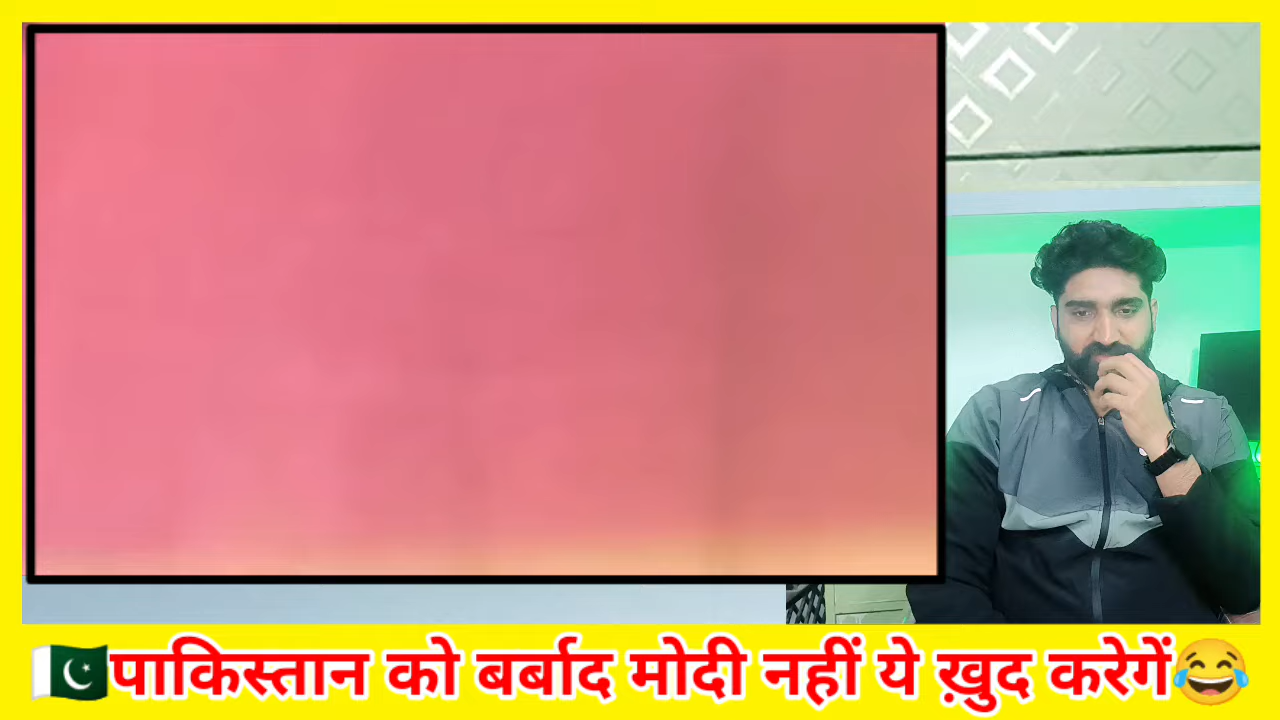 🇵🇰पाकिस्तान को बर्बाद मोदी नहीं ये ख़ुद करेगें😂